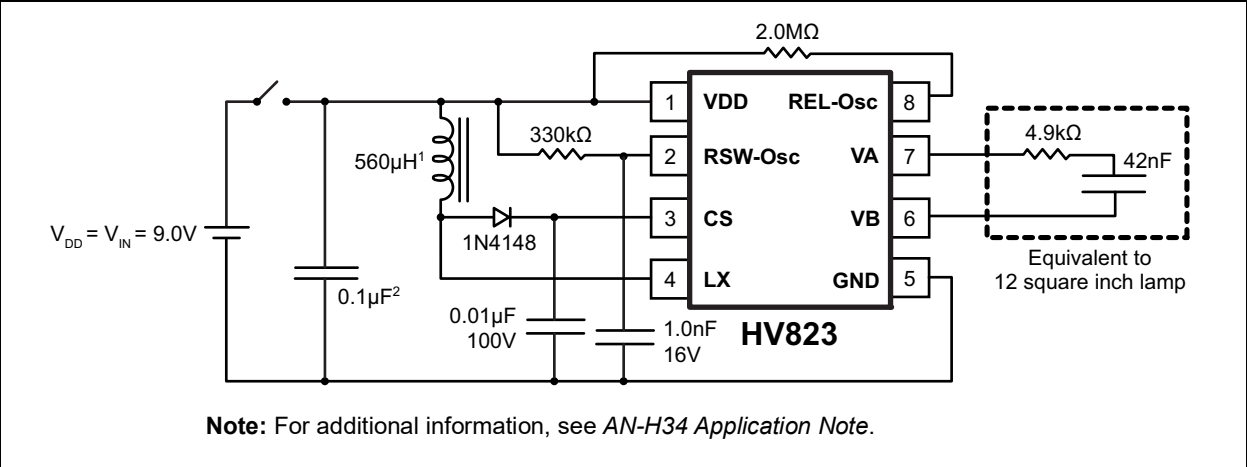 2.0MΩ
330kΩ
560μH¹
1 VDD REL-Osc 8
2 RSW-Osc VA 7
3 CS VB 6
4 LX GND 5
HV823
4.9kΩ
42nF
Equivalent to
12 square inch lamp
V_DD = V_IN = 9.0V
1N4148
0.1μF²
0.01μF
100V
1.0nF
16V
Note: For additional information, see AN-H34 Application Note.